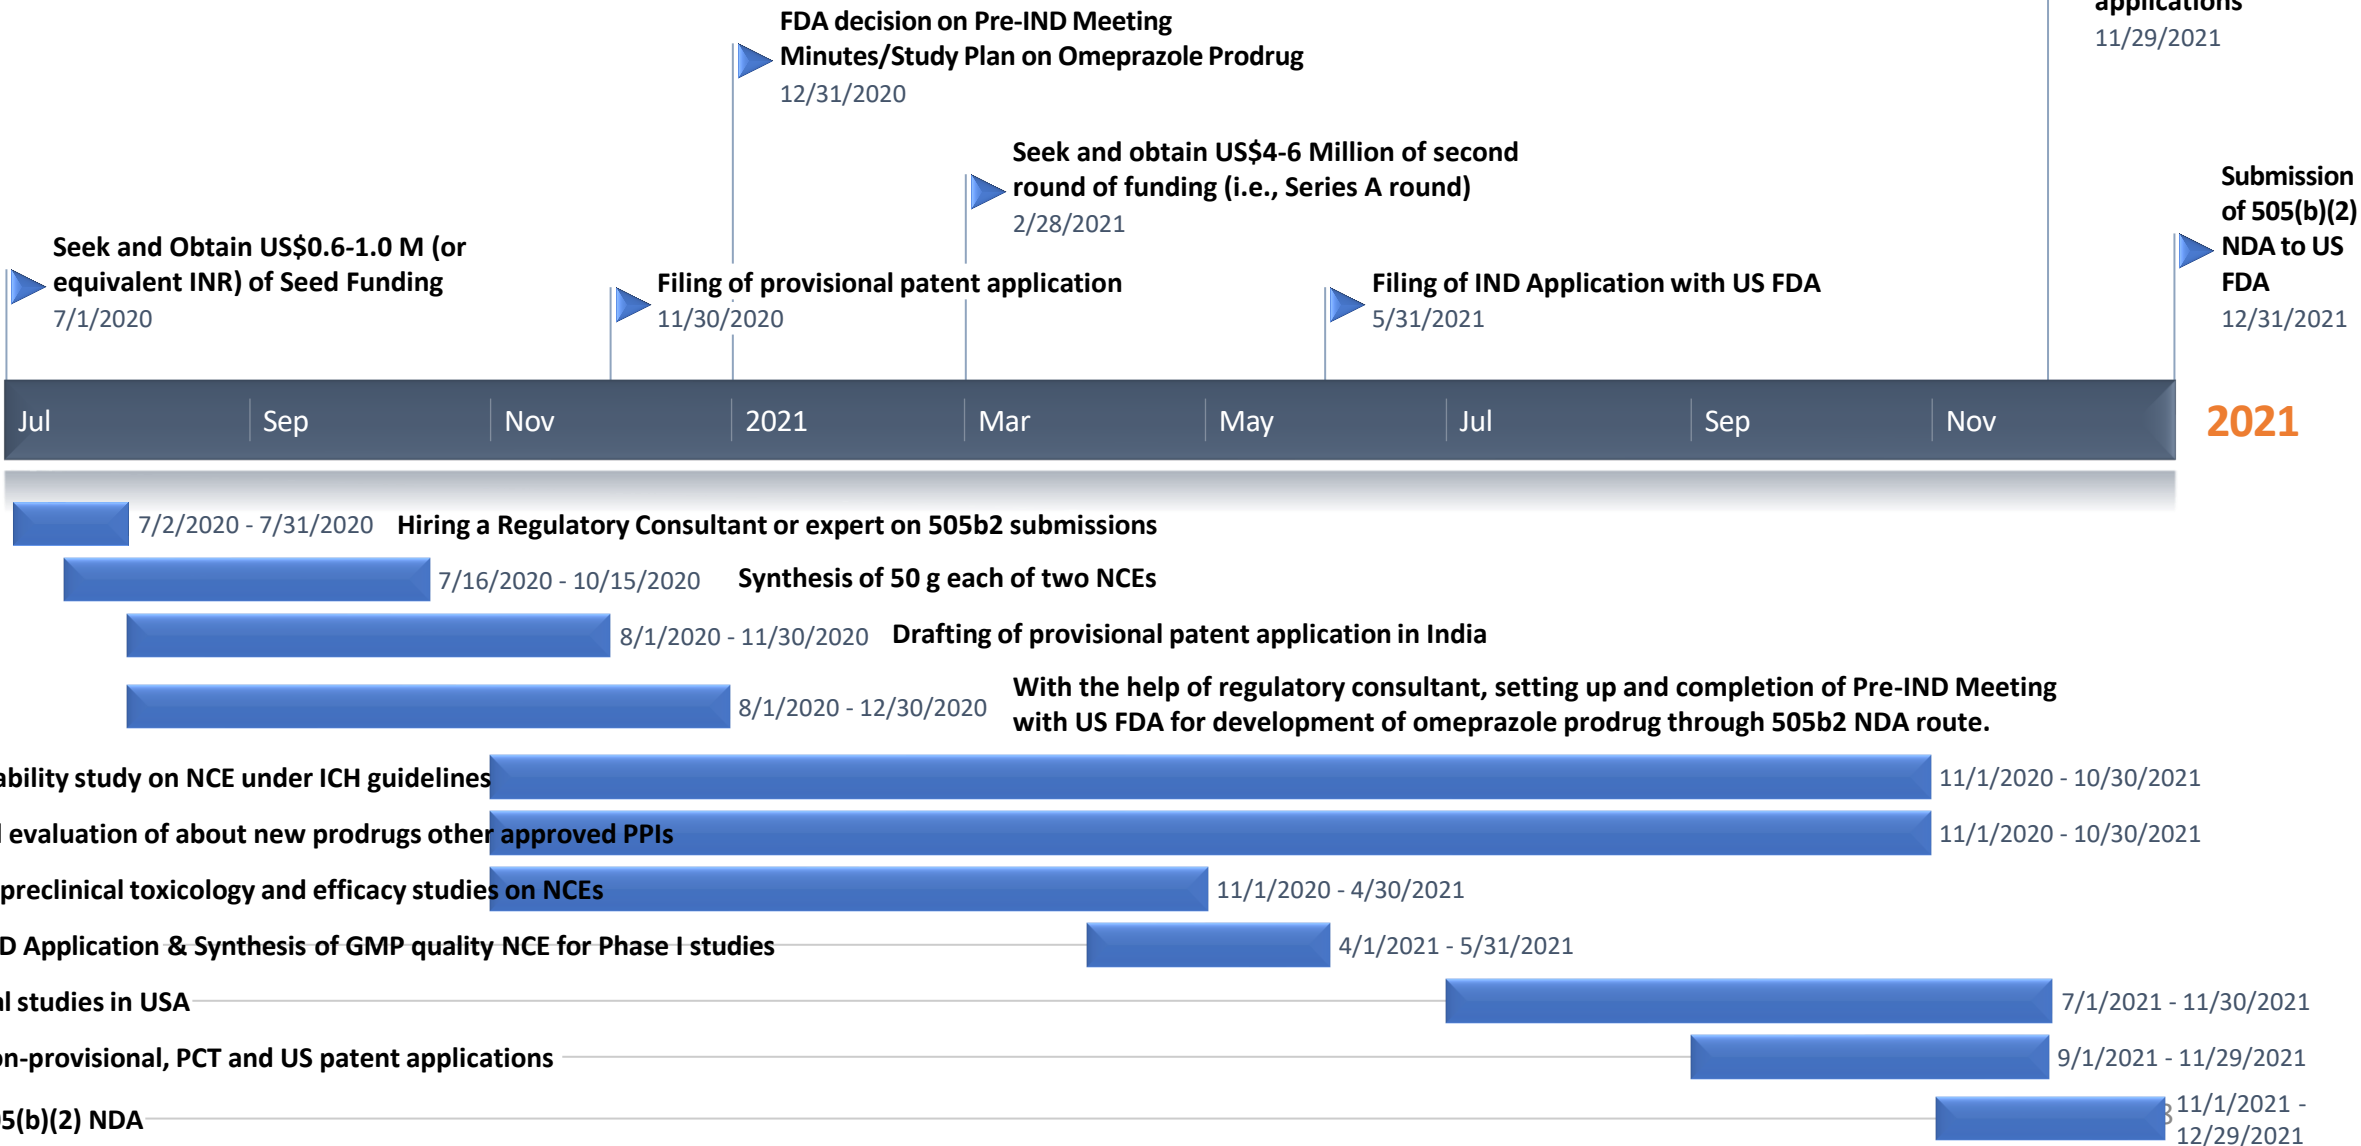 applications
11/29/2021
FDA decision on Pre-IND Meeting
Minutes/Study Plan on Omeprazole Prodrug
12/31/2020
Seek and obtain US$4-6 Million of second
round of funding (i.e., Series A round)
2/28/2021
Submission
of 505(b)(2)
NDA to US
FDA
12/31/2021
Seek and Obtain US$0.6-1.0 M (or
equivalent INR) of Seed Funding
7/1/2020
Filing of provisional patent application
11/30/2020
Filing of IND Application with US FDA
5/31/2021
Jul Sep Nov 2021 Mar May Jul Sep Nov 2021
7/2/2020 - 7/31/2020 Hiring a Regulatory Consultant or expert on 505b2 submissions
7/16/2020 - 10/15/2020 Synthesis of 50 g each of two NCEs
8/1/2020 - 11/30/2020 Drafting of provisional patent application in India
8/1/2020 - 12/30/2020
With the help of regulatory consultant, setting up and completion of Pre-IND Meeting
with US FDA for development of omeprazole prodrug through 505b2 NDA route.
ability study on NCE under ICH guidelines 11/1/2020 - 10/30/2021
evaluation of about new prodrugs other approved PPIs 11/1/2020 - 10/30/2021
preclinical toxicology and efficacy studies on NCEs 11/1/2020 - 4/30/2021
D Application & Synthesis of GMP quality NCE for Phase I studies 4/1/2021 - 5/31/2021
al studies in USA 7/1/2021 - 11/30/2021
on-provisional, PCT and US patent applications 9/1/2021 - 11/29/2021
05(b)(2) NDA 11/1/2021 -
12/29/2021